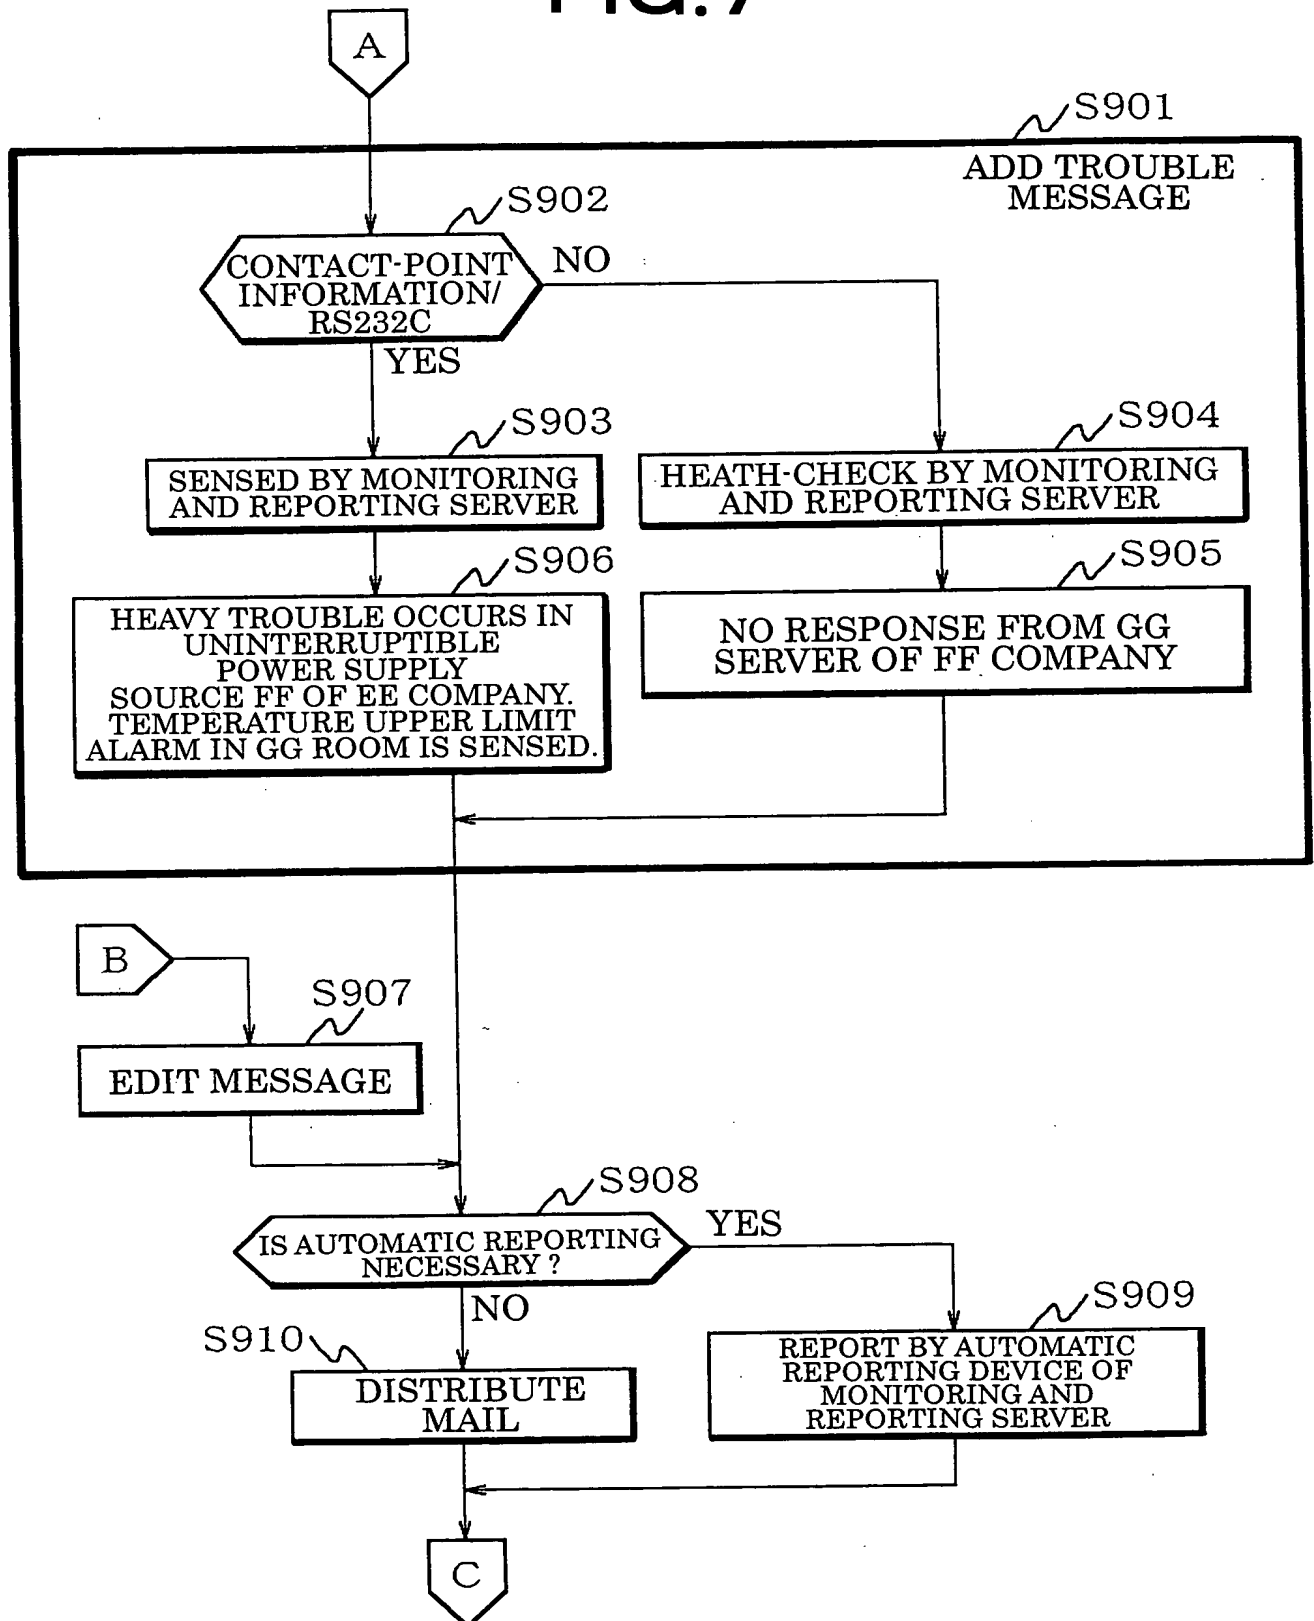 FIG. 9
A
S901
ADD TROUBLE
MESSAGE
S902
CONTACT-POINT
INFORMATION/
RS232C
NO
YES
S903
SENSED BY MONITORING
AND REPORTING SERVER
S904
HEATH-CHECK BY MONITORING
AND REPORTING SERVER
S906
HEAVY TROUBLE OCCURS IN
UNINTERRUPTIBLE
POWER SUPPLY
SOURCE FF OF EE COMPANY.
TEMPERATURE UPPER LIMIT
ALARM IN GG ROOM IS SENSED.
S905
NO RESPONSE FROM GG
SERVER OF FF COMPANY
B
S907
EDIT MESSAGE
S908
IS AUTOMATIC REPORTING
NECESSARY ?
YES
NO
S910
DISTRIBUTE
MAIL
S909
REPORT BY AUTOMATIC
REPORTING DEVICE OF
MONITORING AND
REPORTING SERVER
C